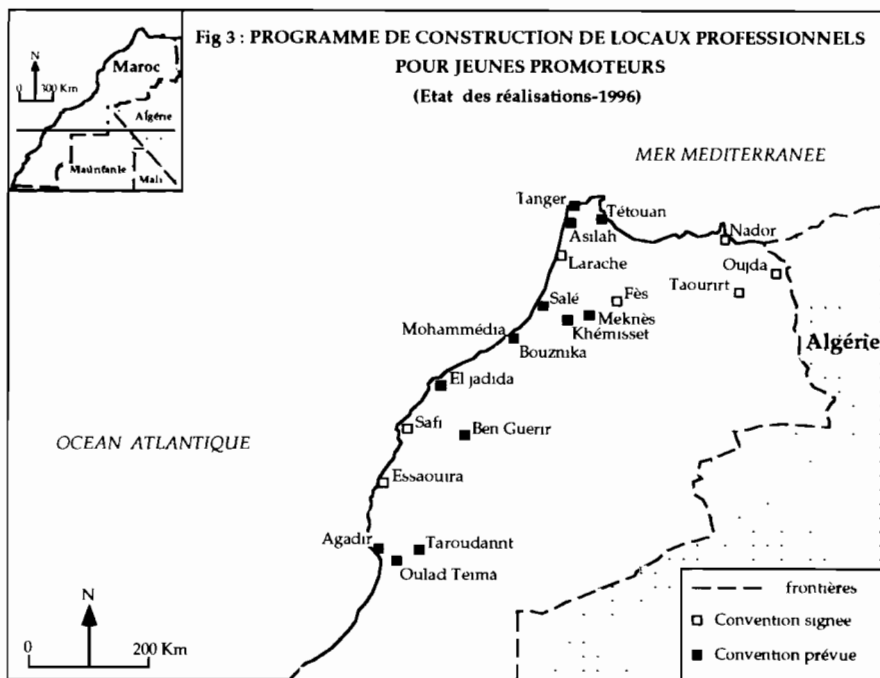 Fig 3 : PROGRAMME DE CONSTRUCTION DE LOCAUX PROFESSIONNELS
POUR JEUNES PROMOTEURS
(Etat des réalisations-1996)
N
Maroc
0 300 Km
Algérie
Mauritanie
Mali
MER MEDITERRANEE
Tanger
Tétouan
Asilah
Nador
Larache
Oujda
Taourirt
Fès
Salé
Meknès
Khémisset
Mohammédia
Bouznika
Algérie
El jadida
Safi
Ben Guerir
OCEAN ATLANTIQUE
Essaouira
Agadir
Taroudannt
Oulad Teima
N
0 200 Km
frontières
Convention signee
Convention prévue